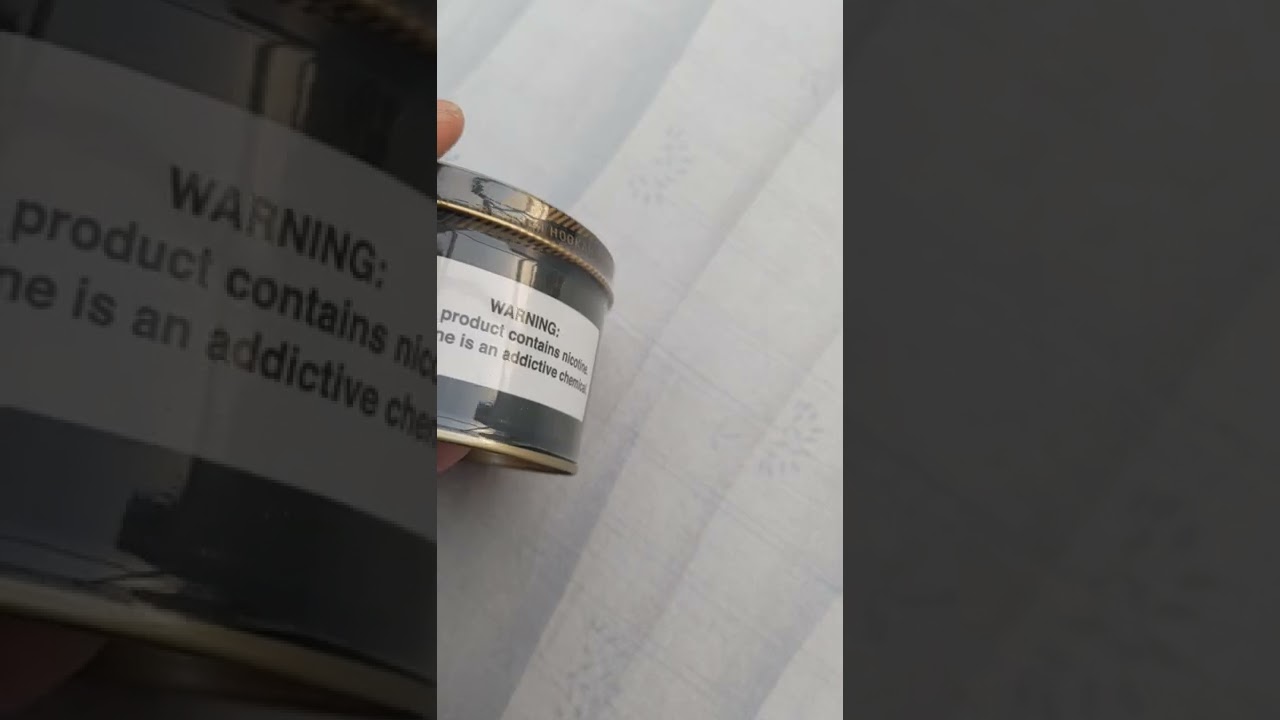 WARNING:
product contains nicotine.
ne is an addictive chemical.